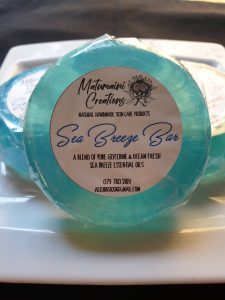 Matumaini
Creations
NATURAL HANDMADE SKIN CARE PRODUCTS
Sea Breeze Bar
A BLEND OF PURE GLYCERINE & OCEAN FRESH
SEA BREEZE ESSENTIAL OILS